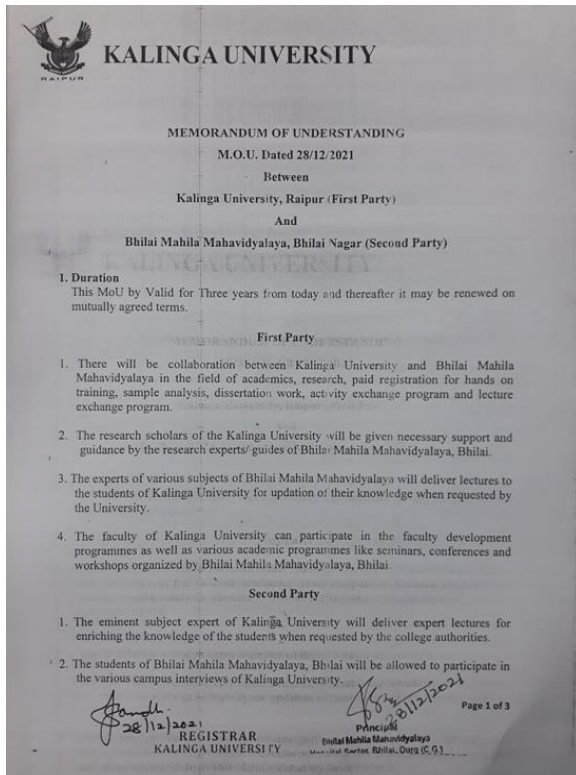 RAIPUR
KALINGA UNIVERSITY
MEMORANDUM OF UNDERSTANDING
M.O.U. Dated 28/12/2021
Between
Kalinga University, Raipur (First Party)
And
Bhilai Mahila Mahavidyalaya, Bhilai Nagar (Second Party)
1. Duration
This MoU by Valid for Three years from today and thereafter it may be renewed on
mutually agreed terms.
First Party
1. There will be collaboration between Kalinga University and Bhilai Mahila
Mahavidyalaya in the field of academics, research, paid registration for hands on
training, sample analysis, dissertation work, activity exchange program and lecture
exchange program.
2. The research scholars of the Kalinga University will be given necessary support and
guidance by the research experts/ guides of Bhilai Mahila Mahavidyalaya, Bhilai.
3. The experts of various subjects of Bhilai Mahila Mahavidyalaya will deliver lectures to
the students of Kalinga University for updation of their knowledge when requested by
the University.
4. The faculty of Kalinga University can participate in the faculty development
programmes as well as various academic programmes like seminars, conferences and
workshops organized by Bhilai Mahila Mahavidyalaya, Bhilai.
Second Party
1. The eminent subject expert of Kalinga University will deliver expert lectures for
enriching the knowledge of the students when requested by the college authorities.
2. The students of Bhilai Mahila Mahavidyalaya, Bhilai will be allowed to participate in
the various campus interviews of Kalinga University.
28/12/2021
28/12/2021
Page 1 of 3
REGISTRAR
KALINGA UNIVERSITY
Principal
Bhilai Mahila Mahavidyalaya
Hospital Sector, Bhilai, Durg (C.G.)